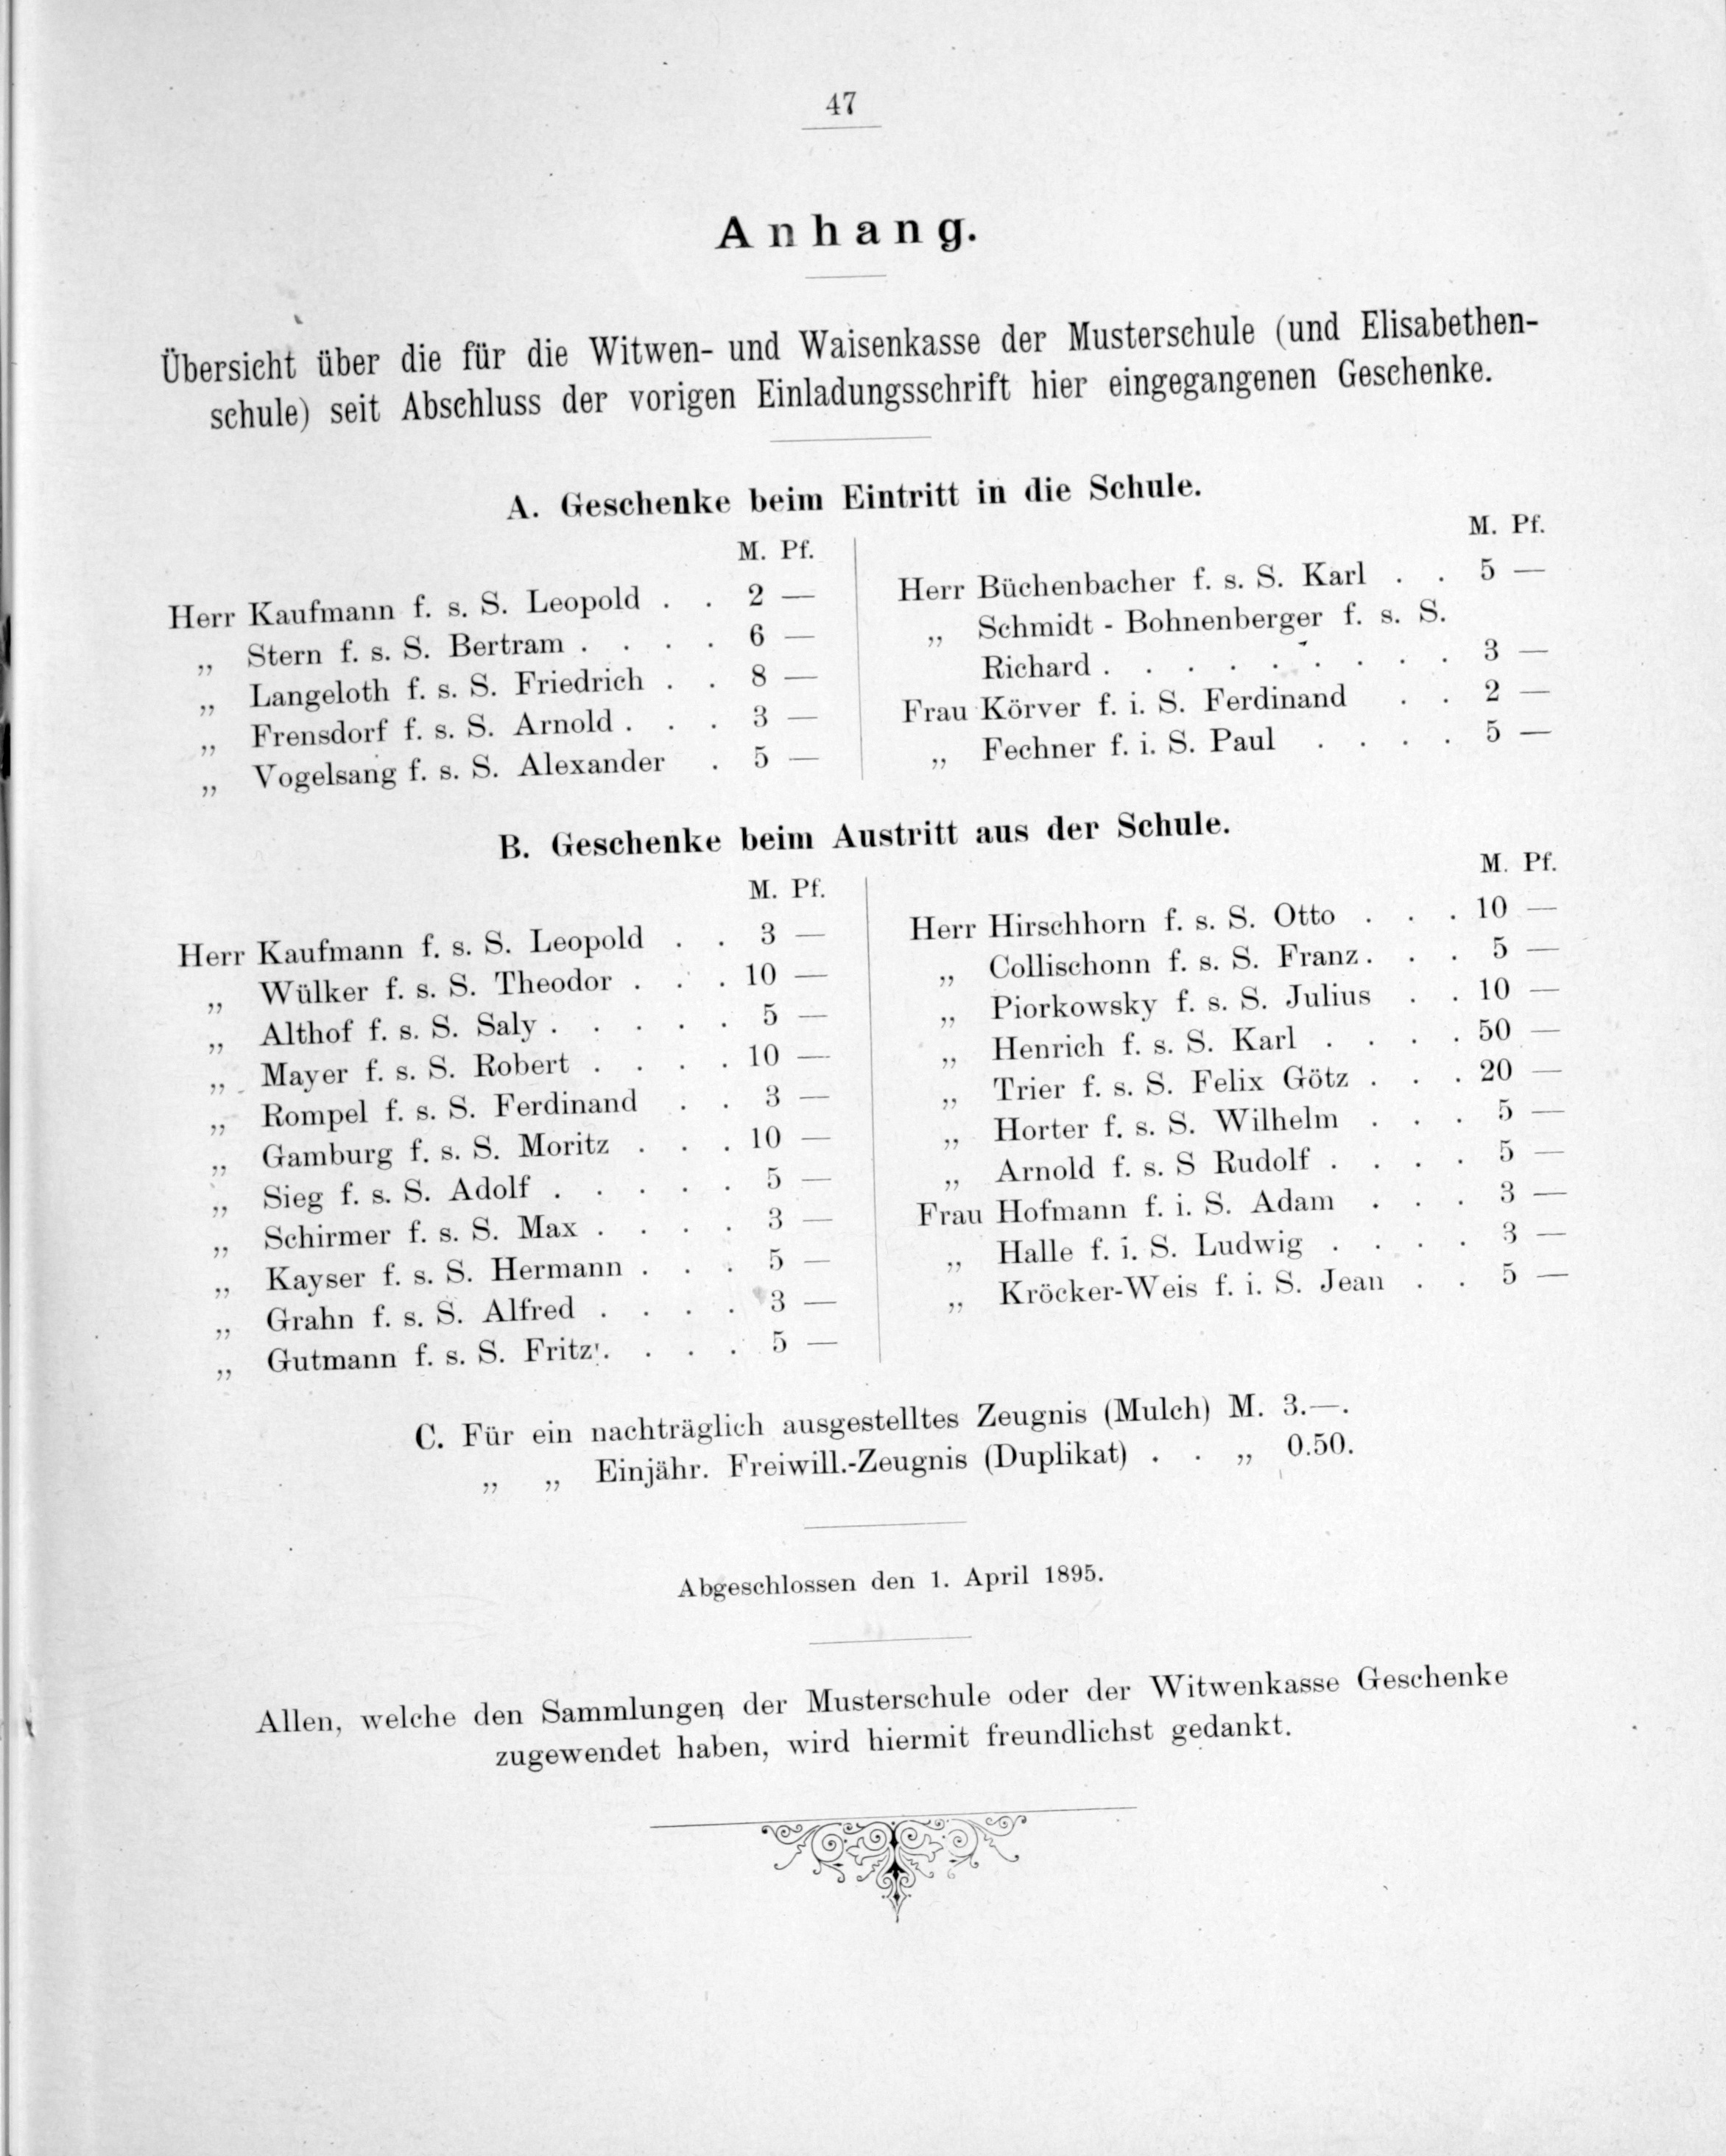 47
Anhang.
Übersicht über die für die Witwen- und Waisenkasse der Musterschule (und Elisabethen-
schule) seit Abschluss der vorigen Einladungsschrift hier eingegangenen Geschenke.
A. Geschenke beim Eintritt in die Schule.
M. Pf.
Herr Kaufmann f. s. S. Leopold . . 2 —
„ Stern f. s. S. Bertram . . . . 6 —
„ Langeloth f. s. S. Friedrich . . 8 —
„ Frensdorf f. s. S. Arnold . . . 3 —
„ Vogelsang f. s. S. Alexander . 5 —
M. Pf.
Herr Büchenbacher f. s. S. Karl . . 5 —
„ Schmidt - Bohnenberger f. s. S.
Richard . . . . . . . . . 3 —
Frau Körver f. i. S. Ferdinand . . 2 —
„ Fechner f. i. S. Paul . . . . 5 —
B. Geschenke beim Austritt aus der Schule.
M. Pf.
Herr Kaufmann f. s. S. Leopold . . 3 —
„ Wülker f. s. S. Theodor . . . 10 —
„ Althof f. s. S. Saly . . . . . 5 —
„ Mayer f. s. S. Robert . . . . 10 —
„ Rompel f. s. S. Ferdinand . . 3 —
„ Gamburg f. s. S. Moritz . . . 10 —
„ Sieg f. s. S. Adolf . . . . . 5 —
„ Schirmer f. s. S. Max . . . . 3 —
„ Kayser f. s. S. Hermann . . . 5 —
„ Grahn f. s. S. Alfred . . . . 3 —
„ Gutmann f. s. S. Fritz . . . . 5 —
M. Pf.
Herr Hirschhorn f. s. S. Otto . . . 10 —
„ Collischonn f. s. S. Franz . . . 5 —
„ Piorkowsky f. s. S. Julius . . 10 —
„ Henrich f. s. S. Karl . . . . 50 —
„ Trier f. s. S. Felix Götz . . . 20 —
„ Horter f. s. S. Wilhelm . . . 5 —
„ Arnold f. s. S Rudolf . . . . 5 —
Frau Hofmann f. i. S. Adam . . . 3 —
„ Halle f. i. S. Ludwig . . . . 3 —
„ Kröcker-Weis f. i. S. Jean . . 5 —
C. Für ein nachträglich ausgestelltes Zeugnis (Mulch) M. 3.—.
„ „ Einjähr. Freiwill.-Zeugnis (Duplikat) . . „ 0.50.
Abgeschlossen den 1. April 1895.
Allen, welche den Sammlungen der Musterschule oder der Witwenkasse Geschenke
zugewendet haben, wird hiermit freundlichst gedankt.